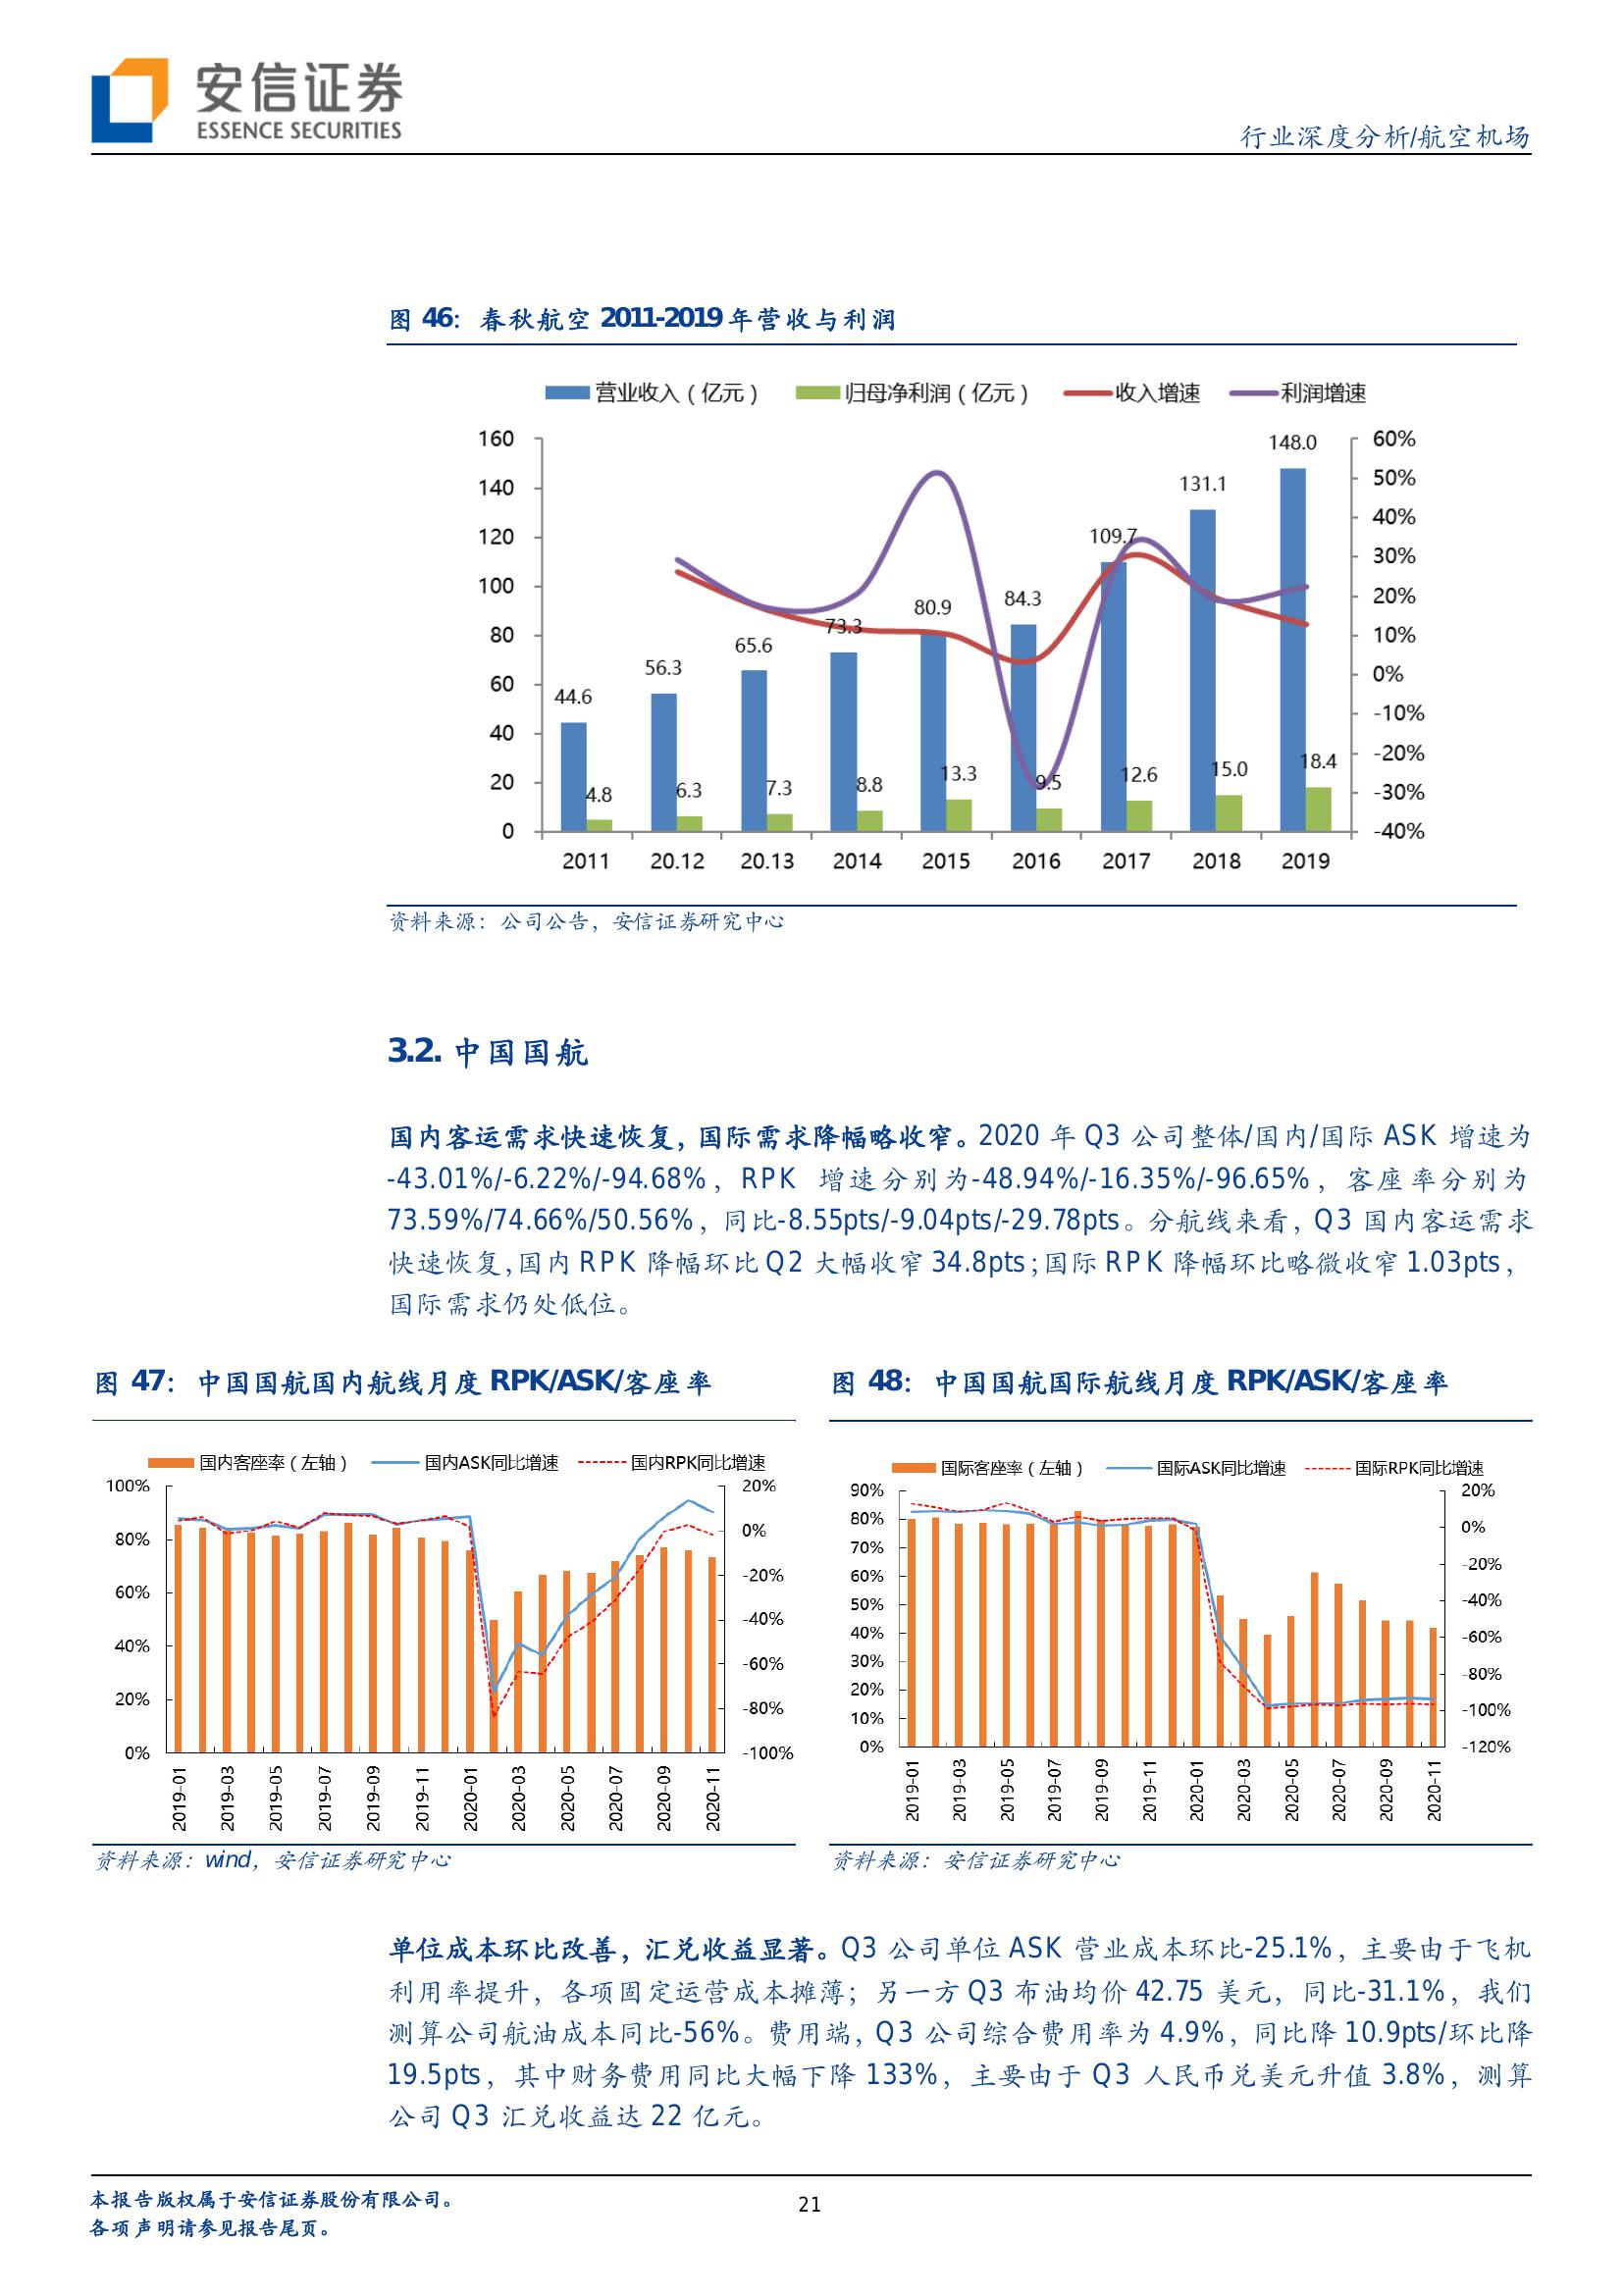 安信证券
ESSENCE SECURITIES
行业深度分析/航空机场
图 46：春秋航空 2011-2019 年营收与利润
营业收入（亿元） 归母净利润（亿元） 收入增速 利润增速
160
140
120
100
80
60
40
20
0
60%
50%
40%
30%
20%
10%
0%
-10%
-20%
-30%
-40%
44.6 56.3 65.6 73.3 80.9 84.3 109.7 131.1 148.0
4.8 6.3 7.3 8.8 13.3 9.5 12.6 15.0 18.4
2011 20.12 20.13 2014 2015 2016 2017 2018 2019
资料来源：公司公告，安信证券研究中心
3.2. 中国国航
国内客运需求快速恢复，国际需求降幅略收窄。2020 年 Q3 公司整体/国内/国际 ASK 增速为
-43.01%/-6.22%/-94.68%，RPK 增速分别为-48.94%/-16.35%/-96.65%，客座率分别为
73.59%/74.66%/50.56%，同比-8.55pts/-9.04pts/-29.78pts。分航线来看，Q3 国内客运需求
快速恢复，国内 RPK 降幅环比 Q2 大幅收窄 34.8pts；国际 RPK 降幅环比略微收窄 1.03pts，
国际需求仍处低位。
图 47：中国国航国内航线月度 RPK/ASK/客座率
国内客座率（左轴） 国内ASK同比增速 国内RPK同比增速
100%
80%
60%
40%
20%
0%
20%
0%
-20%
-40%
-60%
-80%
-100%
2019-01 2019-03 2019-05 2019-07 2019-09 2019-11 2020-01 2020-03 2020-05 2020-07 2020-09 2020-11
资料来源：wind，安信证券研究中心
图 48：中国国航国际航线月度 RPK/ASK/客座率
国际客座率（左轴） 国际ASK同比增速 国际RPK同比增速
90%
80%
70%
60%
50%
40%
30%
20%
10%
0%
20%
0%
-20%
-40%
-60%
-80%
-100%
-120%
2019-01 2019-03 2019-05 2019-07 2019-09 2019-11 2020-01 2020-03 2020-05 2020-07 2020-09 2020-11
资料来源：安信证券研究中心
单位成本环比改善，汇兑收益显著。Q3 公司单位 ASK 营业成本环比-25.1%，主要由于飞机
利用率提升，各项固定运营成本摊薄；另一方 Q3 布油均价 42.75 美元，同比-31.1%，我们
测算公司航油成本同比-56%。费用端，Q3 公司综合费用率为 4.9%，同比降 10.9pts/环比降
19.5pts，其中财务费用同比大幅下降 133%，主要由于 Q3 人民币兑美元升值 3.8%，测算
公司 Q3 汇兑收益达 22 亿元。
本报告版权属于安信证券股份有限公司。
各项声明请参见报告尾页。
21